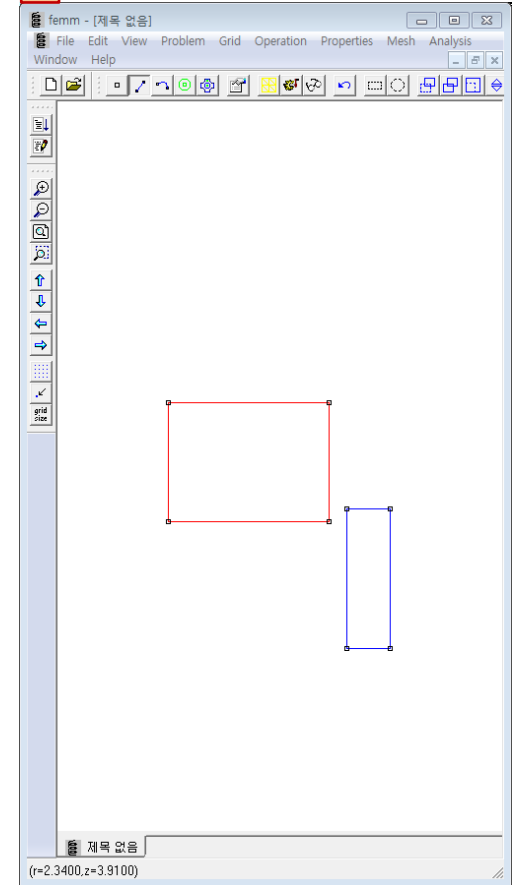 femm - [제목 없음]
File Edit View Problem Grid Operation Properties Mesh Analysis
Window Help
grid
size
제목 없음
(r=2.3400,z=3.9100)